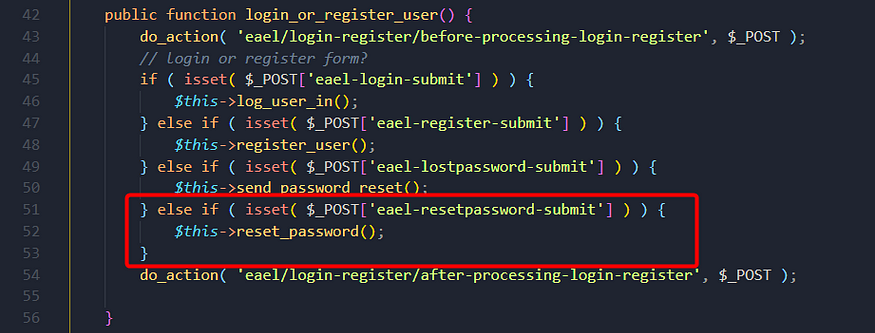 42 public function login_or_register_user() {
43 do_action( 'eael/login-register/before-processing-login-register', $_POST );
44 // login or register form?
45 if ( isset( $_POST['eael-login-submit'] ) ) {
46 $this->log_user_in();
47 } else if ( isset( $_POST['eael-register-submit'] ) ) {
48 $this->register_user();
49 } else if ( isset( $_POST['eael-lostpassword-submit'] ) ) {
50 $this->send_password_reset();
51 } else if ( isset( $_POST['eael-resetpassword-submit'] ) ) {
52 $this->reset_password();
53 }
54 do_action( 'eael/login-register/after-processing-login-register', $_POST );
55
56 }